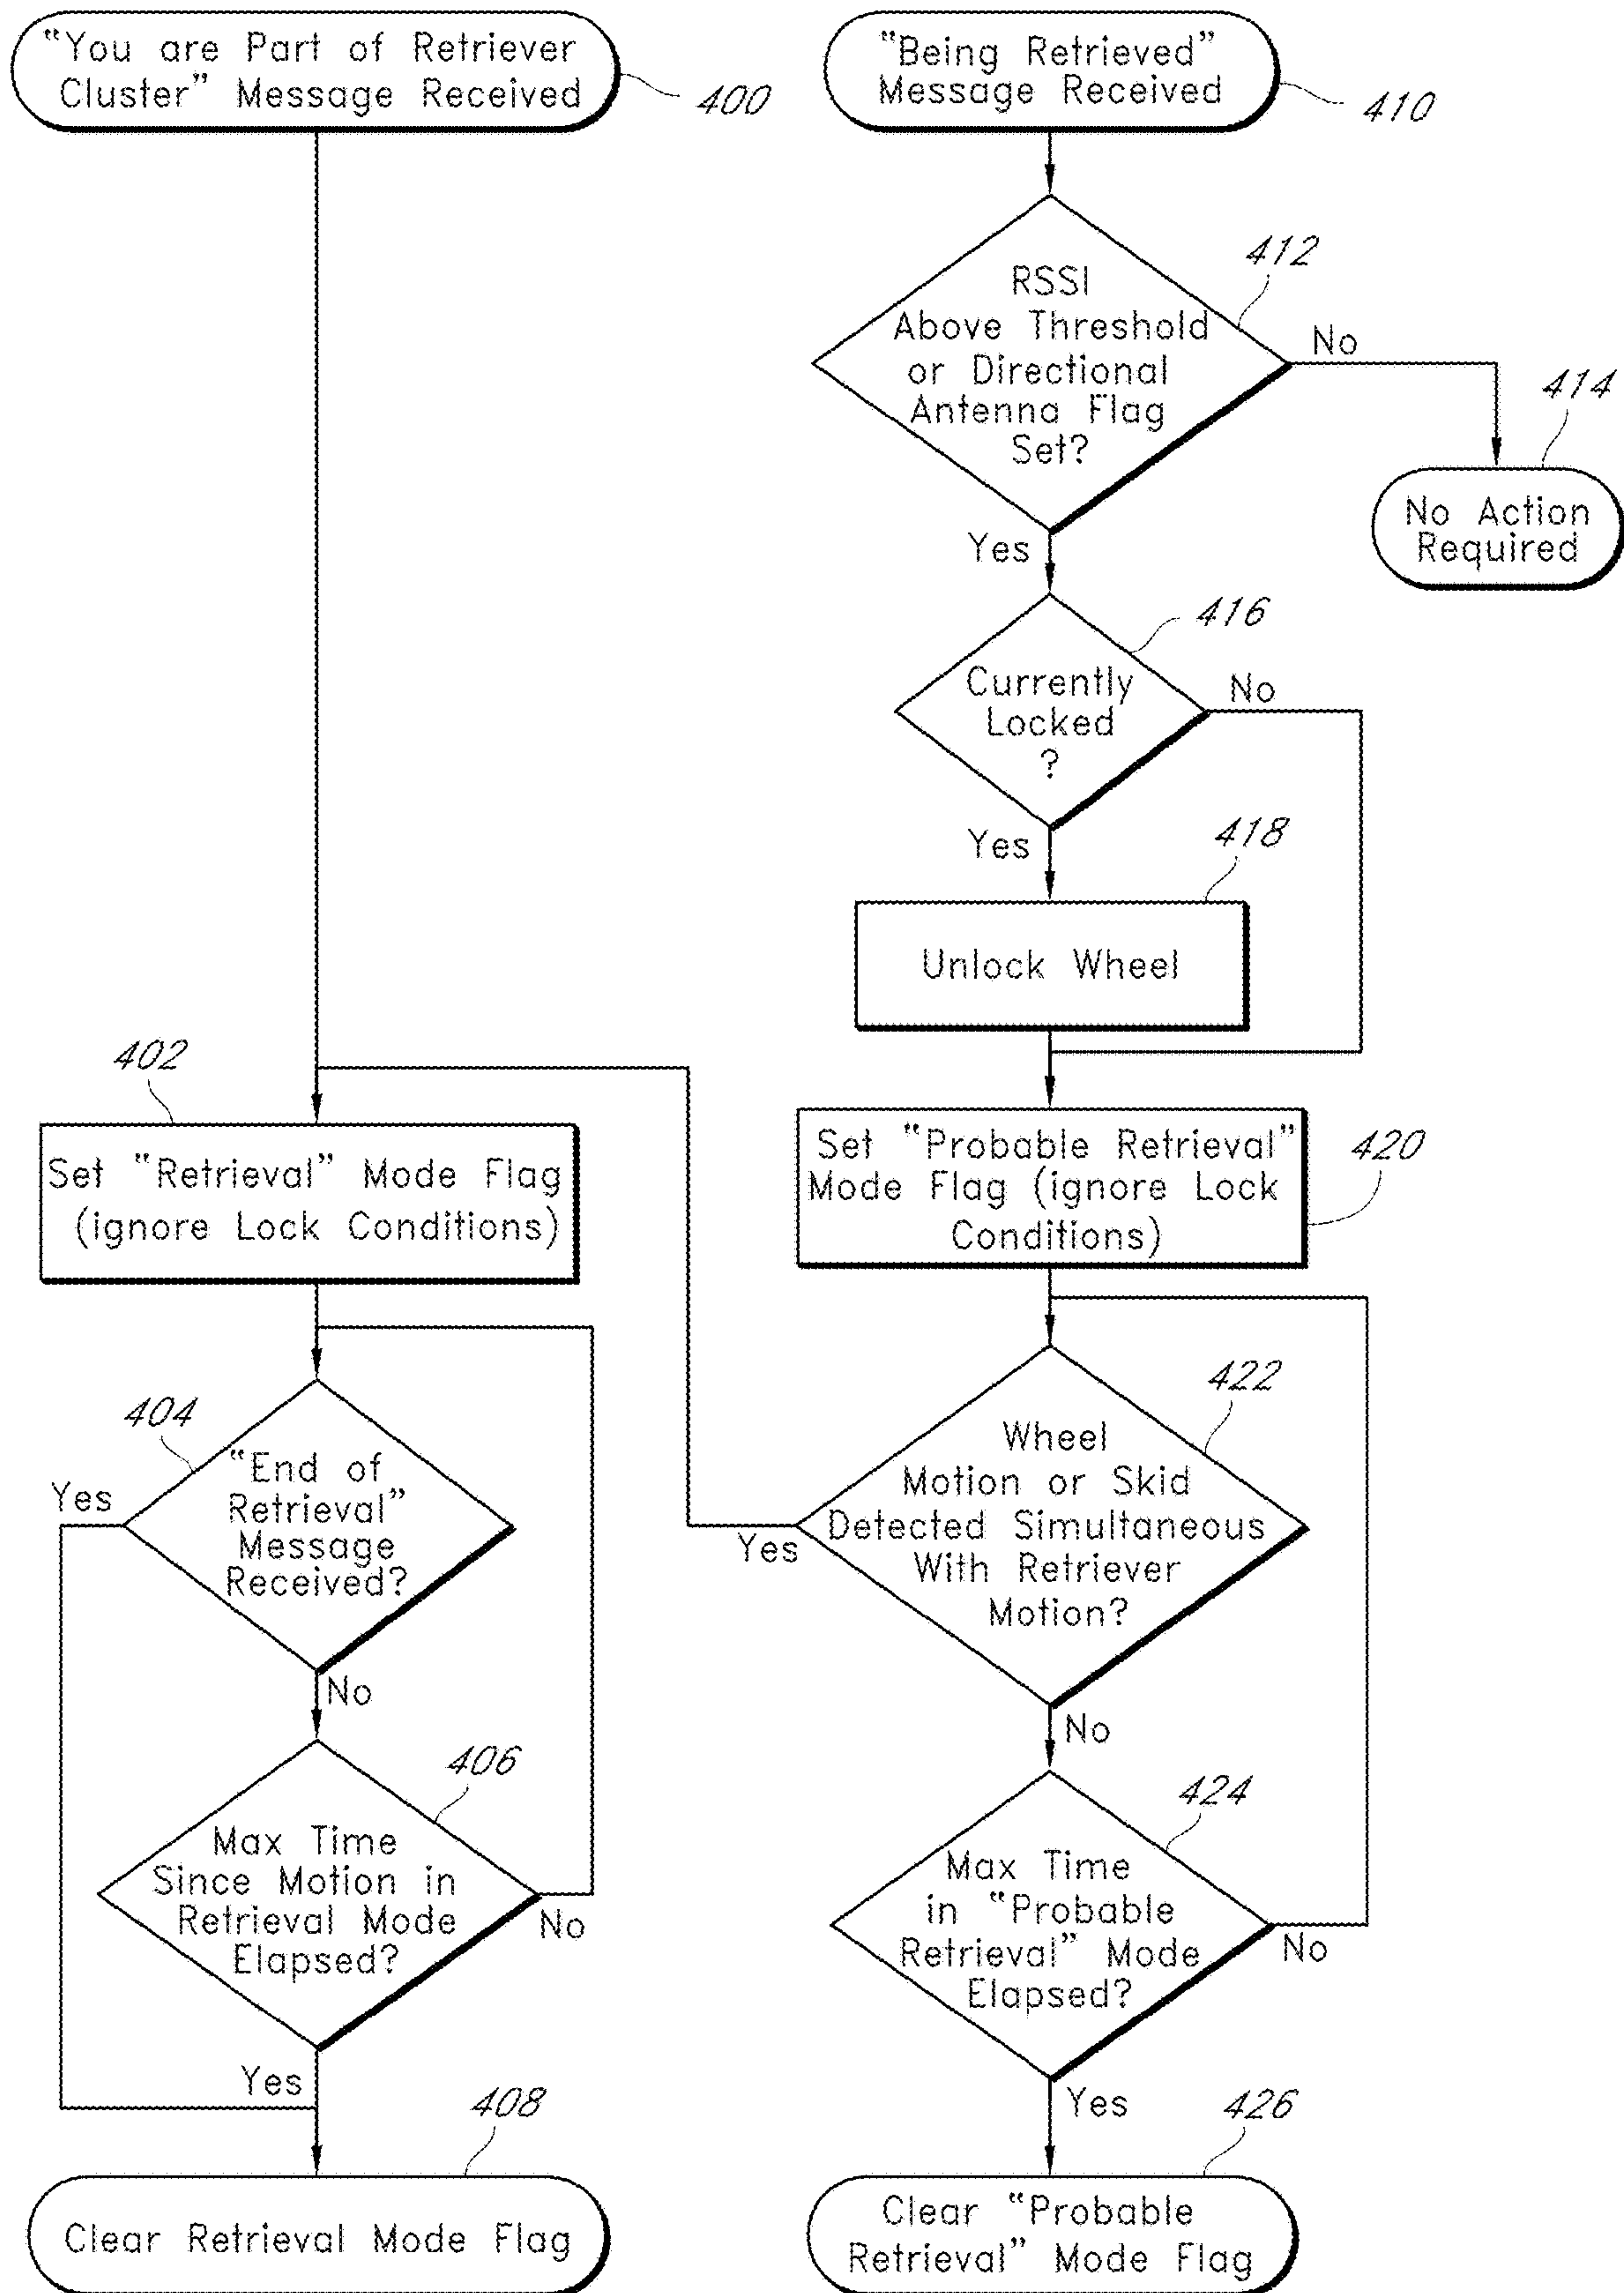 “You are Part of Retriever
Cluster” Message Received
400
“Being Retrieved”
Message Received
410
RSSI
Above Threshold
or Directional
Antenna Flag
Set?
412
No
414
No Action
Required
Yes
416
Currently
Locked
?
No
Yes
418
Unlock Wheel
402
Set “Retrieval” Mode Flag
(ignore Lock Conditions)
Set “Probable Retrieval”
Mode Flag (ignore Lock
Conditions)
420
404
“End of
Retrieval”
Message
Received?
Yes
No
422
Wheel
Motion or Skid
Detected Simultaneous
With Retriever
Motion?
Yes
No
406
Max Time
Since Motion in
Retrieval Mode
Elapsed?
No
Yes
424
Max Time
in “Probable
Retrieval” Mode
Elapsed?
No
Yes
408
Clear Retrieval Mode Flag
426
Clear “Probable
Retrieval” Mode Flag